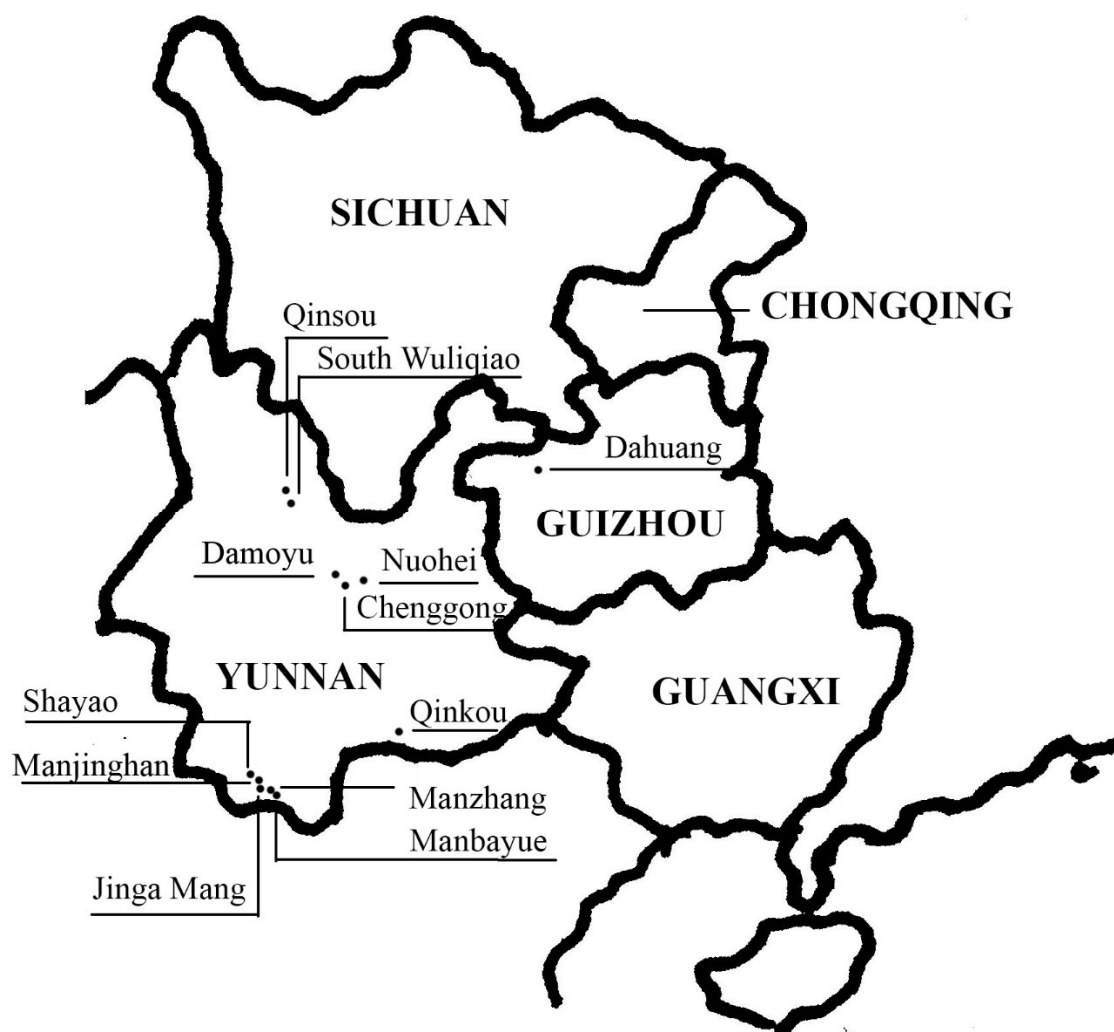 SICHUAN
CHONGQING
Qinsou
South Wuliqiao
Dahuang
GUIZHOU
Damoyu
Nuohei
Chenggong
YUNNAN
GUANGXI
Shayao
Qinkou
Manjinghan
Manzhang
Manbayue
Jinga Mang